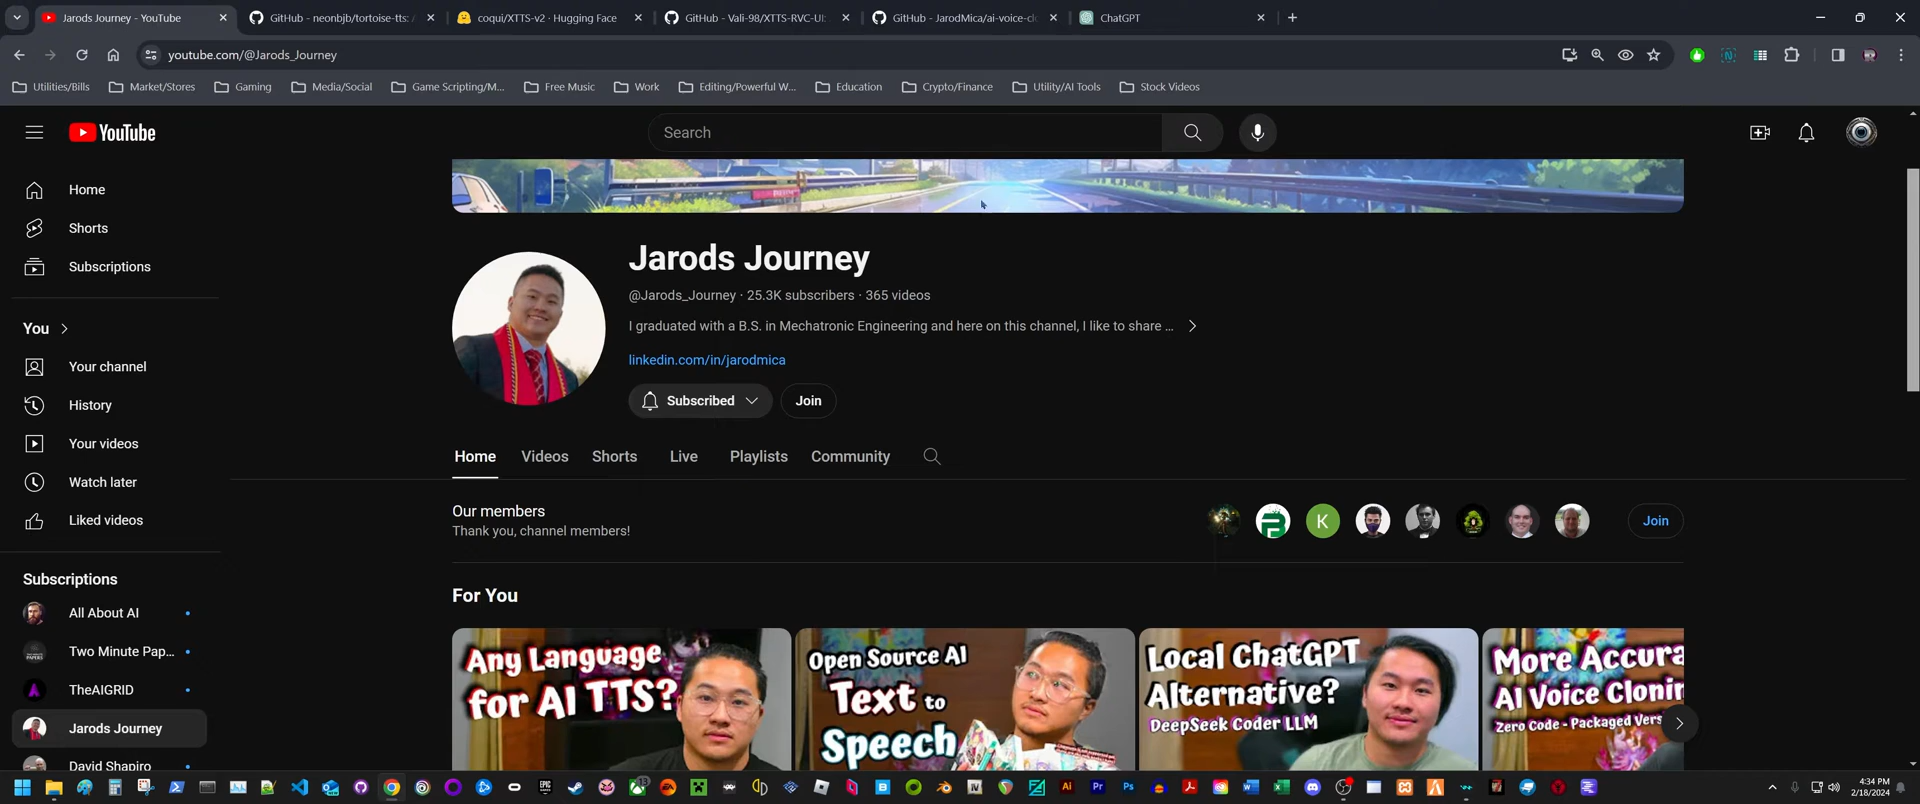 Jarods Journey - YouTube
GitHub - neonbjb/tortoise-tts: A
coqui/XTTS-v2 · Hugging Face
GitHub - Vali-98/XTTS-RVC-UI:
GitHub - JarodMica/ai-voice-cl
ChatGPT
youtube.com/@Jarods_Journey
Utilities/Bills
Market/Stores
Gaming
Media/Social
Game Scripting/M...
Free Music
Work
Editing/Powerful W...
Education
Crypto/Finance
Utility/AI Tools
Stock Videos
YouTube
Search
Home
Shorts
Subscriptions
You
Your channel
History
Your videos
Watch later
Liked videos
Subscriptions
All About AI
Two Minute Pap...
TheAIGRID
Jarods Journey
David Shapiro
Jarods Journey
@Jarods_Journey · 25.3K subscribers · 365 videos
I graduated with a B.S. in Mechatronic Engineering and here on this channel, I like to share ...
linkedin.com/in/jarodmica
Subscribed
Join
Home
Videos
Shorts
Live
Playlists
Community
Our members
Thank you, channel members!
K
Join
For You
Any Language
for AI TTS?
Open Source AI
Text to
Speech
Local ChatGPT
Alternative?
DeepSeek Coder LLM
More Accura
AI Voice Clonin
Zero Code - Packaged Vers
4:34 PM
2/18/2024